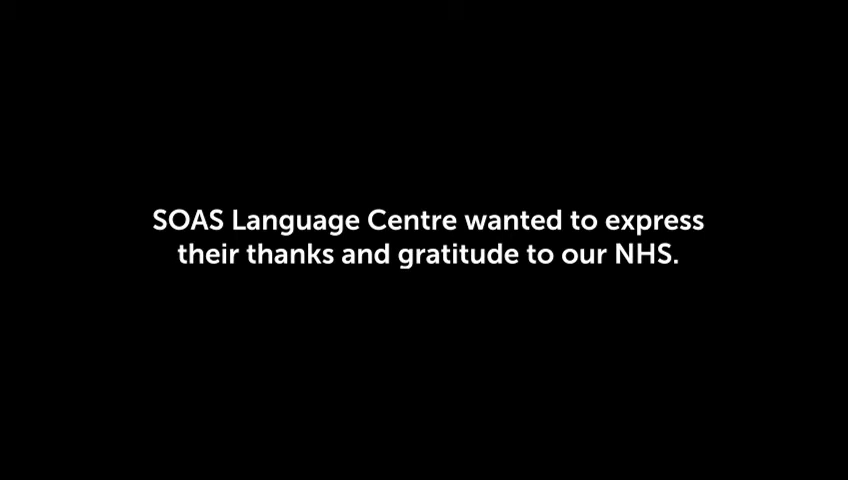 SOAS Language Centre wanted to express
their thanks and gratitude to our NHS.